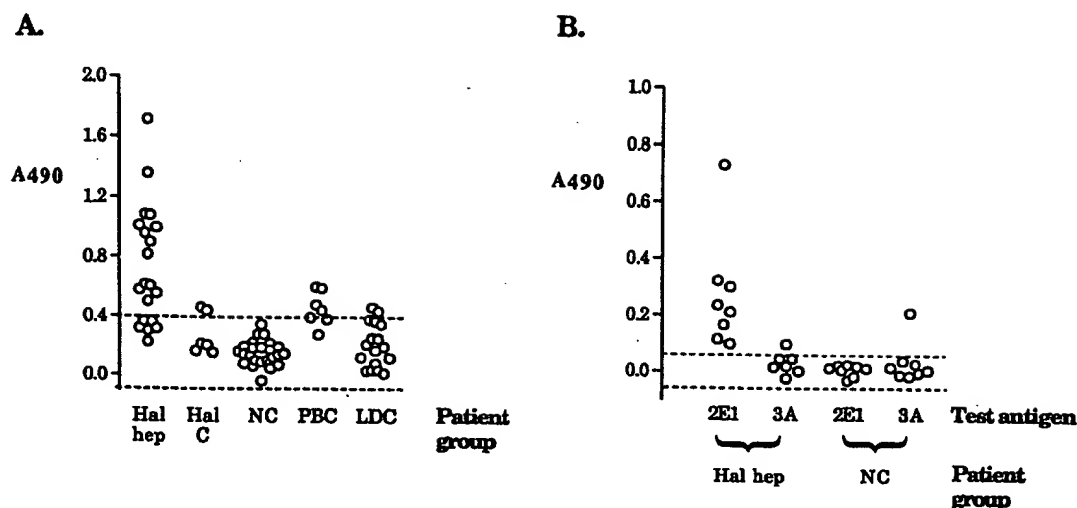 A.
2.0
1.6
1.2
0.8
0.4
0.0
A490
Hal hep
Hal C
NC
PBC
LDC
Patient group
B.
1.0
0.8
0.6
0.4
0.2
0.0
A490
2E1
3A
2E1
3A
Test antigen
Hal hep
NC
Patient group